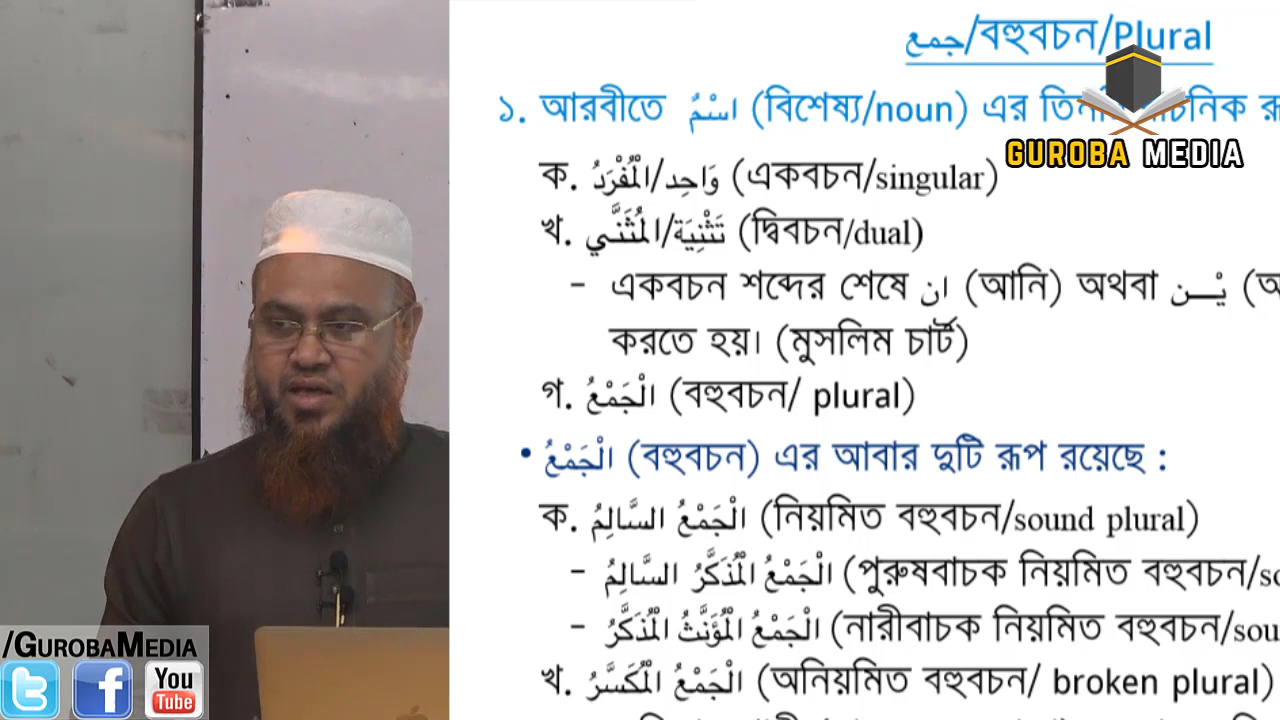 جمع/বহুবচন/Plural
১. আরবীতে اسْمٌ (বিশেষ্য/noun) এর
GUROBA MEDIA
ক. وَاحِد/الْمُفْرَدُ (একবচন/singular)
খ. تَثْنِيَة/الْمُثَنَّي (দ্বিবচন/dual)
- একবচন শব্দের শেষে ان (আনি) অথবা يْـــن
করতে হয়। (মুসলিম চার্ট)
গ. الْجَمْعُ (বহুবচন/ plural)
• الْجَمْعُ (বহুবচন) এর আবার দুটি রূপ রয়েছে :
ক. الْجَمْعُ السَّالِمُ (নিয়মিত বহুবচন/sound plural)
- الْجَمْعُ الْمُذَكَّرُ السَّالِمُ (পুরুষবাচক নিয়মিত বহুবচন/so
- الْجَمْعُ الْمُؤَنَّثُ الْمُذَكَّرُ (নারীবাচক নিয়মিত বহুবচন/sou
খ. الْجَمْعُ الْمُكَسَّرُ (অনিয়মিত বহুবচন/ broken plural)
/GUROBAMEDIA
You
Tube